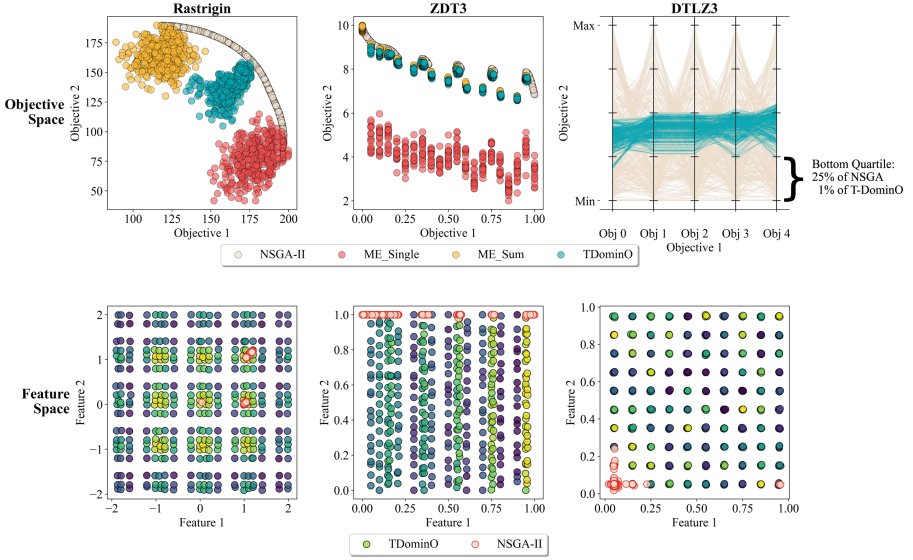 Rastrigin
ZDT3
DTLZ3
Objective
Space
Objective 2
175
150
125
100
75
50
100
125
150
175
200
Objective 1
Objective 2
10
8
6
4
2
0.00
0.25
0.50
0.75
1.00
Objective 1
Objective 2
Max
Min
Obj 0
Obj 1
Obj 2
Obj 3
Obj 4
Objective 1
Bottom Quartile:
25% of NSGA
1% of T-DominO
NSGA-II
ME_Single
ME_Sum
TDominO
Feature
Space
Feature 2
2
1
0
−1
−2
−2
−1
0
1
2
Feature 1
Feature 2
1.0
0.8
0.6
0.4
0.2
0.0
0.00
0.25
0.50
0.75
1.00
Feature 1
Feature 2
1.0
0.8
0.6
0.4
0.2
0.0
0.00
0.25
0.50
0.75
1.00
Feature 1
TDominO
NSGA-II